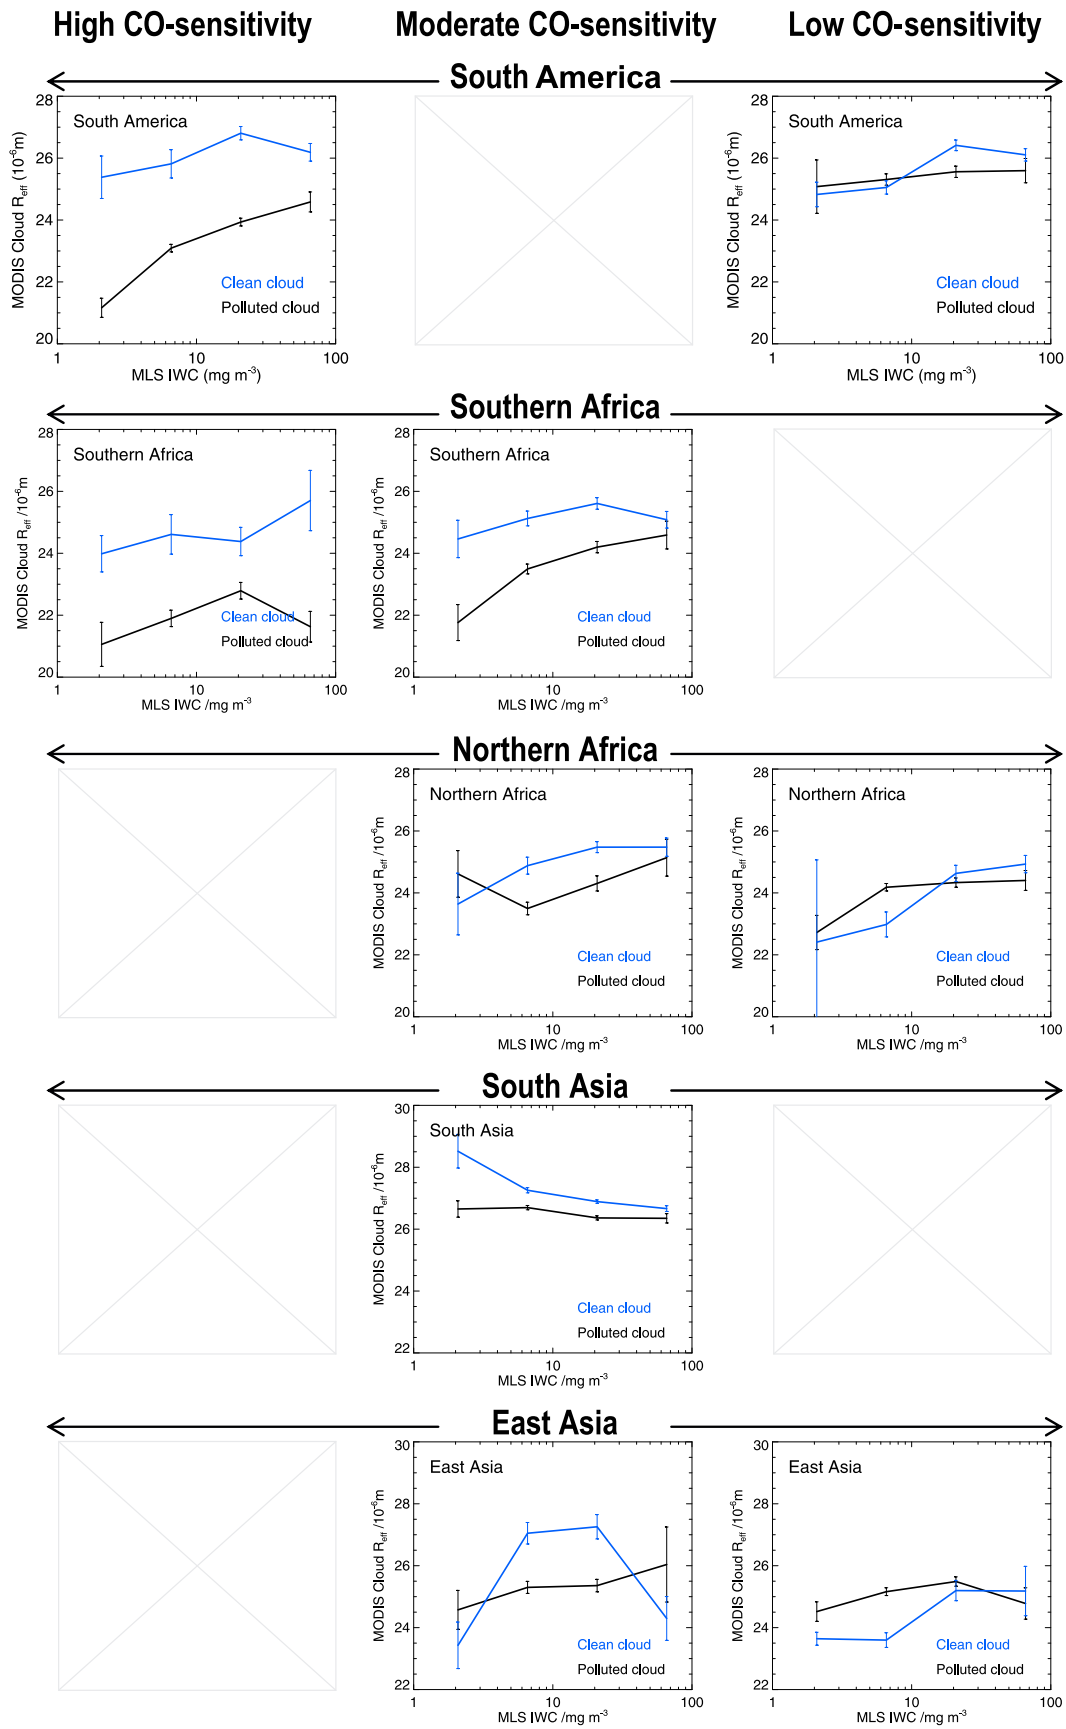 High CO-sensitivity Moderate CO-sensitivity Low CO-sensitivity
South America
South America
MODIS Cloud R_eff (10⁻⁶m)
28
26
24
22
20
Clean cloud
Polluted cloud
1 10 100
MLS IWC (mg m⁻³)
South America
MODIS Cloud R_eff (10⁻⁶m)
28
26
24
22
20
Clean cloud
Polluted cloud
1 10 100
MLS IWC (mg m⁻³)
Southern Africa
Southern Africa
MODIS Cloud R_eff /10⁻⁶m
28
26
24
22
20
Clean cloud
Polluted cloud
1 10 100
MLS IWC /mg m⁻³
Southern Africa
MODIS Cloud R_eff /10⁻⁶m
28
26
24
22
20
Clean cloud
Polluted cloud
1 10 100
MLS IWC /mg m⁻³
Northern Africa
Northern Africa
MODIS Cloud R_eff /10⁻⁶m
28
26
24
22
20
Clean cloud
Polluted cloud
1 10 100
MLS IWC /mg m⁻³
Northern Africa
MODIS Cloud R_eff /10⁻⁶m
28
26
24
22
20
Clean cloud
Polluted cloud
1 10 100
MLS IWC /mg m⁻³
South Asia
South Asia
MODIS Cloud R_eff /10⁻⁶m
30
28
26
24
22
Clean cloud
Polluted cloud
1 10 100
MLS IWC /mg m⁻³
East Asia
East Asia
MODIS Cloud R_eff /10⁻⁶m
30
28
26
24
22
Clean cloud
Polluted cloud
1 10 100
MLS IWC /mg m⁻³
East Asia
MODIS Cloud R_eff /10⁻⁶m
30
28
26
24
22
Clean cloud
Polluted cloud
1 10 100
MLS IWC /mg m⁻³